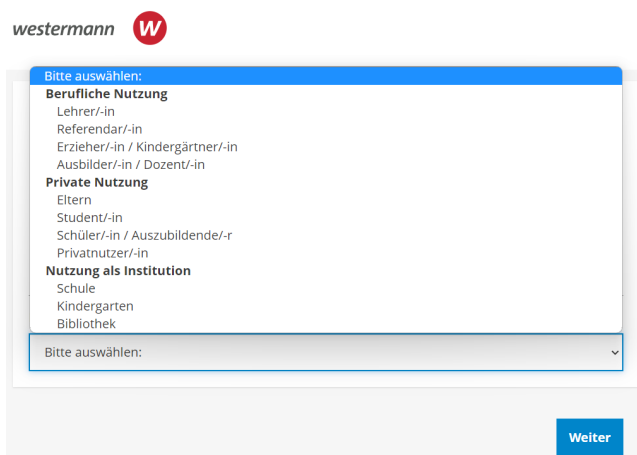 westermann W
Bitte auswählen:
Berufliche Nutzung
Lehrer/-in
Referendar/-in
Erzieher/-in / Kindergärtner/-in
Ausbilder/-in / Dozent/-in
Private Nutzung
Eltern
Student/-in
Schüler/-in / Auszubildende/-r
Privatnutzer/-in
Nutzung als Institution
Schule
Kindergarten
Bibliothek
Bitte auswählen:
Weiter